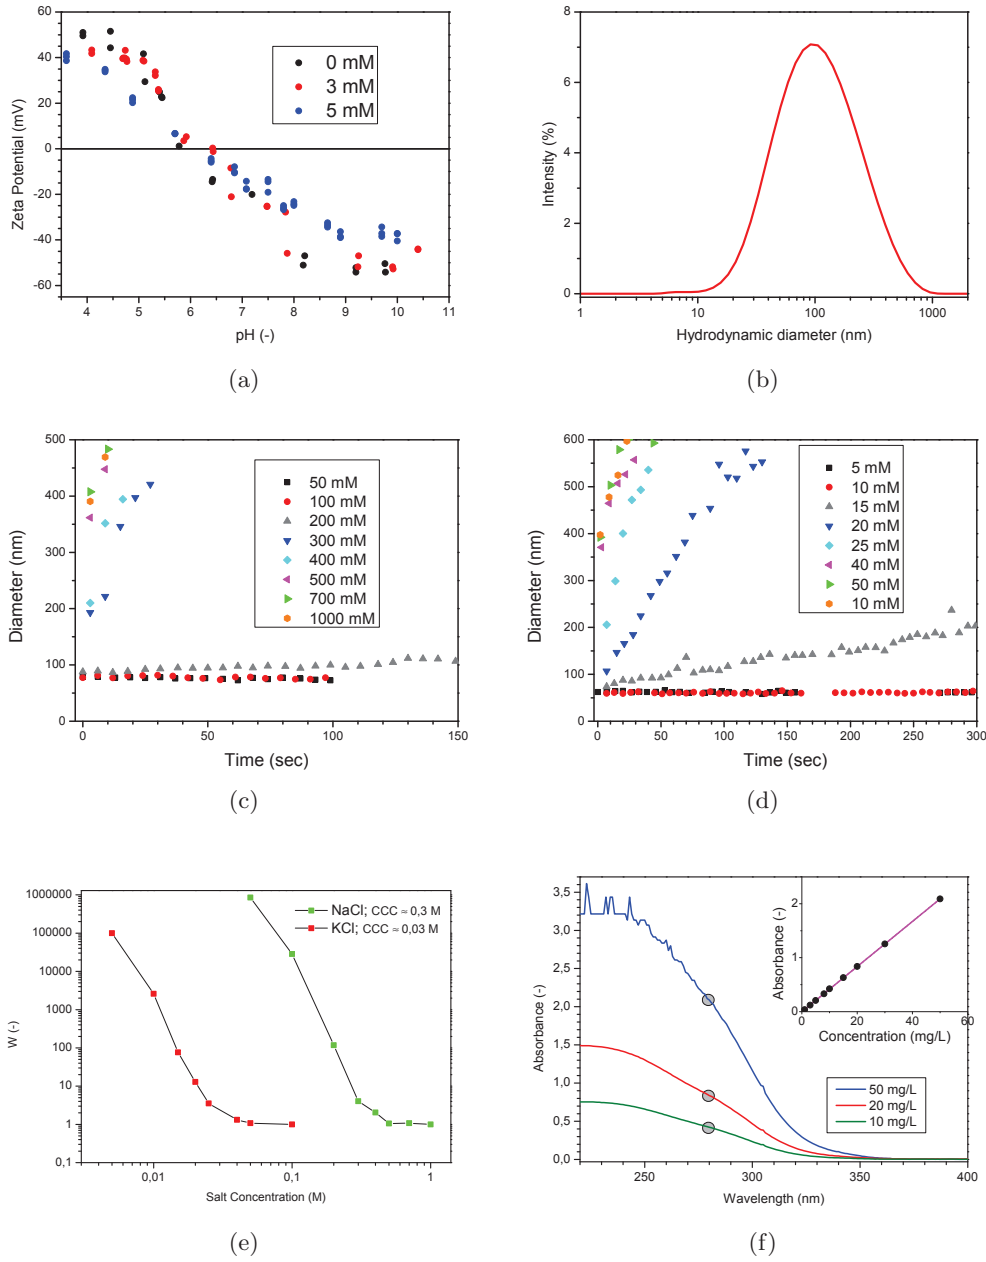 60
40
20
0
-20
-40
-60
Zeta Potential (mV)
0 mM
3 mM
5 mM
4 5 6 7 8 9 10 11
pH (-)
(a)
8
6
4
2
0
Intensity (%)
1 10 100 1000
Hydrodynamic diameter (nm)
(b)
500
400
300
200
100
0
Diameter (nm)
50 mM
100 mM
200 mM
300 mM
400 mM
500 mM
700 mM
1000 mM
0 50 100 150
Time (sec)
(c)
600
500
400
300
200
100
0
Diameter (nm)
5 mM
10 mM
15 mM
20 mM
25 mM
40 mM
50 mM
10 mM
0 50 100 150 200 250 300
Time (sec)
(d)
1000000
100000
10000
1000
100
10
1
0,1
W (-)
NaCl; CCC ≈ 0,3 M
KCl; CCC ≈ 0,03 M
0,01 0,1 1
Salt Concentration (M)
(e)
3,5
3,0
2,5
2,0
1,5
1,0
0,5
0,0
Absorbance (-)
2
1
0
Absorbance (-)
0 20 40 60
Concentration (mg/L)
50 mg/L
20 mg/L
10 mg/L
250 300 350 400
Wavelength (nm)
(f)